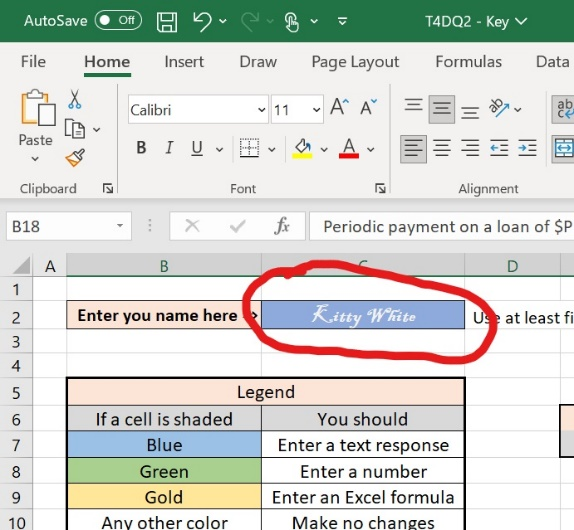 AutoSave Off T4DQ2 - Key
File Home Insert Draw Page Layout Formulas Data
Paste
Calibri 11 A^ A˅
B I U A ab
Clipboard Font Alignment
B18 fx Periodic payment on a loan of $P
A B C D
1
2 Enter you name here -> Kitty White Use at least fi
3
4
5 Legend
6 If a cell is shaded You should
7 Blue Enter a text response
8 Green Enter a number
9 Gold Enter an Excel formula
10 Any other color Make no changes